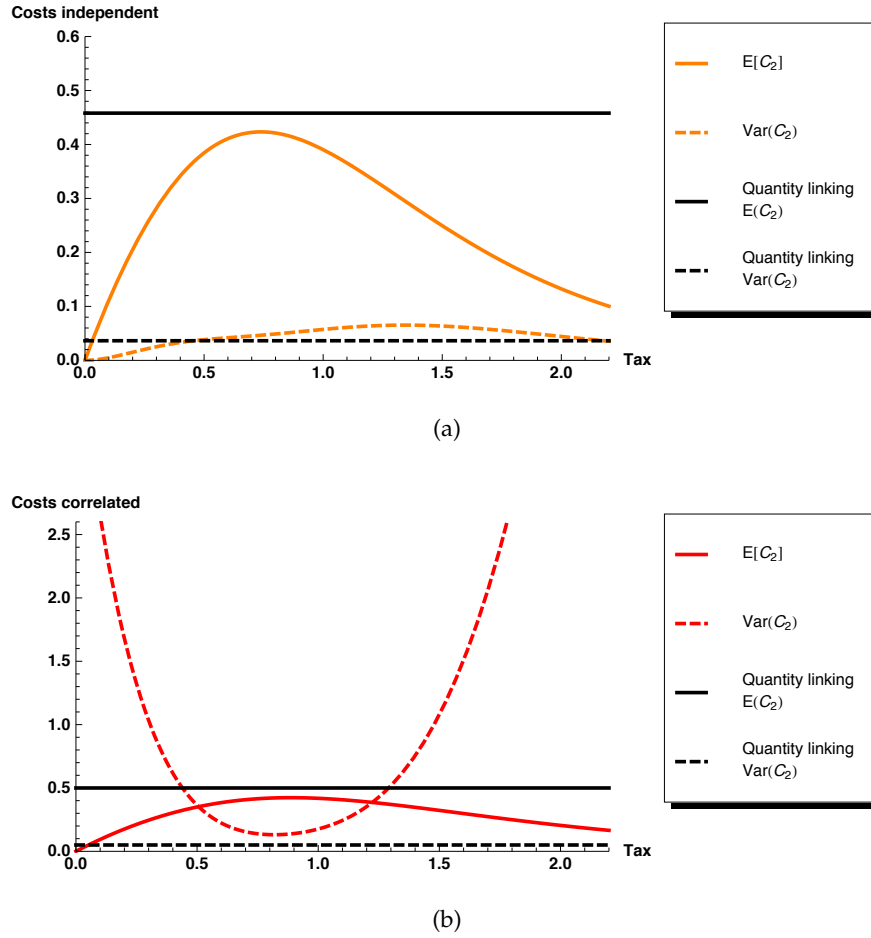 Costs independent
0.6
0.5
0.4
0.3
0.2
0.1
0.0
0.0 0.5 1.0 1.5 2.0 Tax
E[C₂]
Var(C₂)
Quantity linking
E(C₂)
Quantity linking
Var(C₂)
(a)
Costs correlated
2.5
2.0
1.5
1.0
0.5
0.0
0.0 0.5 1.0 1.5 2.0 Tax
E[C₂]
Var(C₂)
Quantity linking
E(C₂)
Quantity linking
Var(C₂)
(b)